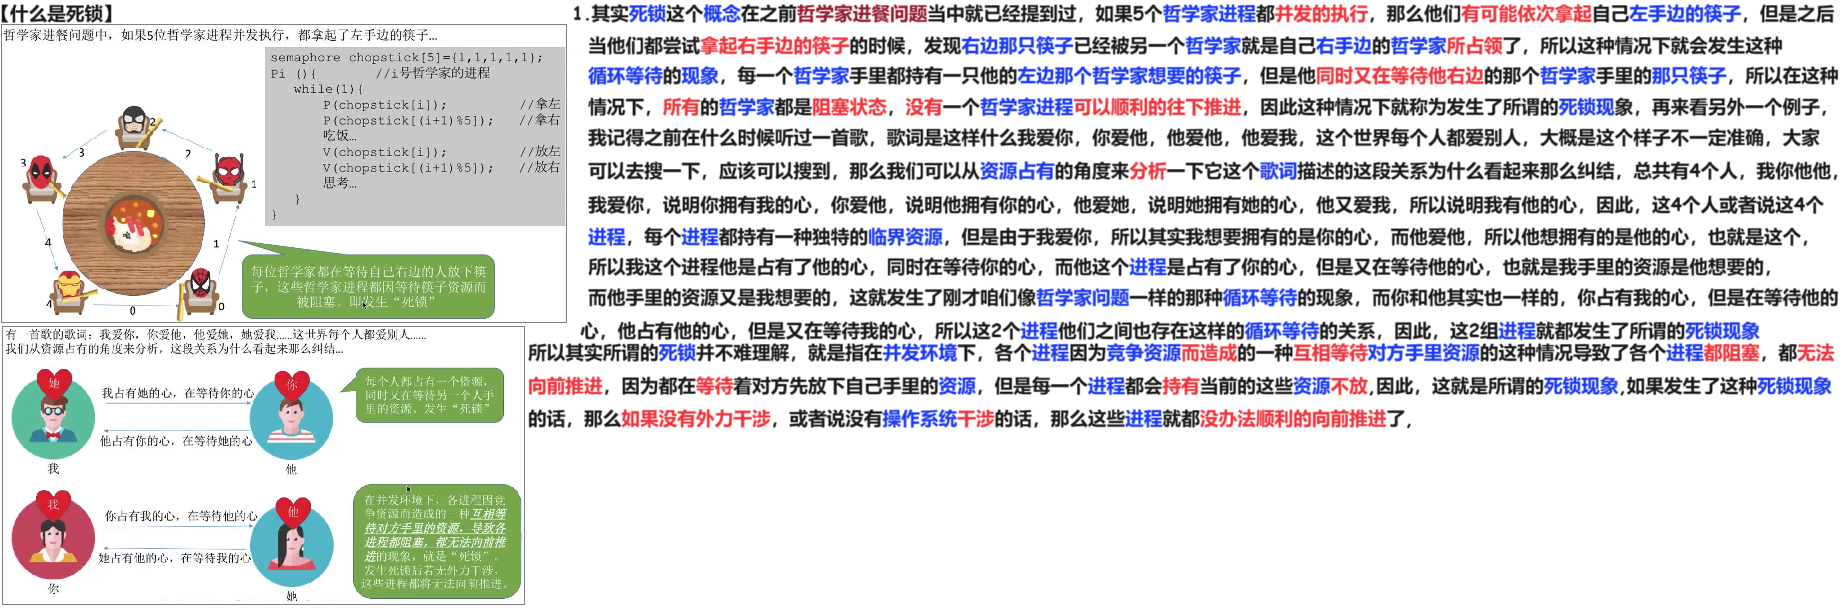 【什么是死锁】
哲学家进餐问题中，如果5位哲学家进程并发执行，都拿起了左手边的筷子…
semaphore chopstick[5]={1,1,1,1,1};
Pi (){ //i号哲学家的进程
while(1){
P(chopstick[i]); //拿左
P(chopstick[(i+1)%5]); //拿右
吃饭…
V(chopstick[i]); //放左
V(chopstick[(i+1)%5]); //放右
思考…
}
}
2
3
2
3
1
4
1
4
0
0
每位哲学家都在等待自己右边的人放下筷
子，这些哲学家进程都因等待筷子资源而
被阻塞。即发生“死锁”
有一首歌的歌词：我爱你，你爱他，他爱她，她爱我……这世界每个人都爱别人……
我们从资源占有的角度来分析，这段关系为什么看起来那么纠结…
她
我占有她的心，在等待你的心
你
他占有你的心，在等待她的心
我
他
每个人都占有一个资源，
同时又在等待另一个人手
里的资源。发生“死锁”
我
你占有我的心，在等待他的心
他
她占有他的心，在等待我的心
你
她
在并发环境下，各进程因竞
争资源而造成的一种互相等
待对方手里的资源，导致各
进程都阻塞，都无法向前推
进的现象，就是“死锁”。
发生死锁后若无外力干涉，
这些进程都将无法向前推进。
1.其实死锁这个概念在之前哲学家进餐问题当中就已经提到过，如果5个哲学家进程都并发的执行，那么他们有可能依次拿起自己左手边的筷子，但是之后
当他们都尝试拿起右手边的筷子的时候，发现右边那只筷子已经被另一个哲学家就是自己右手边的哲学家所占领了，所以这种情况下就会发生这种
循环等待的现象，每一个哲学家手里都持有一只他的左边那个哲学家想要的筷子，但是他同时又在等待他右边的那个哲学家手里的那只筷子，所以在这种
情况下，所有的哲学家都是阻塞状态，没有一个哲学家进程可以顺利的往下推进，因此这种情况下就称为发生了所谓的死锁现象，再来看另外一个例子，
我记得之前在什么时候听过一首歌，歌词是这样什么我爱你，你爱他，他爱他，他爱我，这个世界每个人都爱别人，大概是这个样子不一定准确，大家
可以去搜一下，应该可以搜到，那么我们可以从资源占有的角度来分析一下它这个歌词描述的这段关系为什么看起来那么纠结，总共有4个人，我你他他，
我爱你，说明你拥有我的心，你爱他，说明他拥有你的心，他爱她，说明她拥有她的心，他又爱我，所以说明我有他的心，因此，这4个人或者说这4个
进程，每个进程都持有一种独特的临界资源，但是由于我爱你，所以其实我想要拥有的是你的心，而他爱他，所以他想拥有的是他的心，也就是这个，
所以我这个进程他是占有了他的心，同时在等待你的心，而他这个进程是占有了你的心，但是又在等待他的心，也就是我手里的资源是他想要的，
而他手里的资源又是我想要的，这就发生了刚才咱们像哲学家问题一样的那种循环等待的现象，而你和他其实也一样的，你占有我的心，但是在等待他的
心，他占有他的心，但是又在等待我的心，所以这2个进程他们之间也存在这样的循环等待的关系，因此，这2组进程就都发生了所谓的死锁现象
所以其实所谓的死锁并不难理解，就是指在并发环境下，各个进程因为竞争资源而造成的一种互相等待对方手里资源的这种情况导致了各个进程都阻塞，都无法
向前推进，因为都在等待着对方先放下自己手里的资源，但是每一个进程都会持有当前的这些资源不放,因此，这就是所谓的死锁现象,如果发生了这种死锁现象
的话，那么如果没有外力干涉，或者说没有操作系统干涉的话，那么这些进程就都没办法顺利的向前推进了，